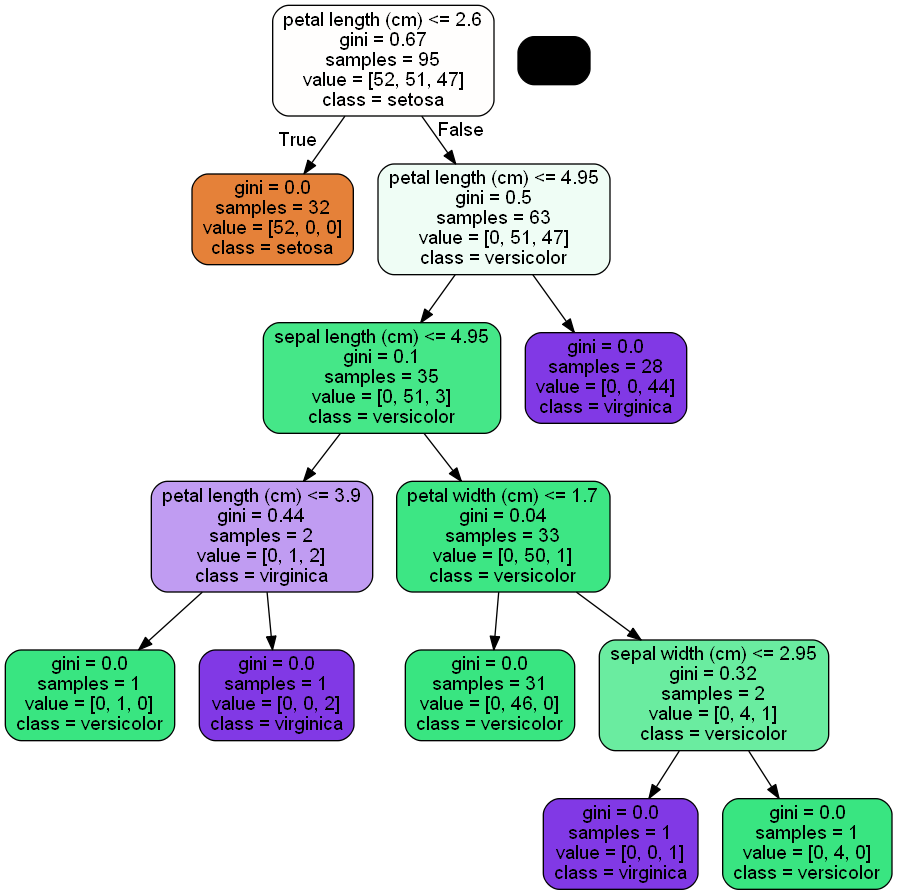 petal length (cm) <= 2.6
gini = 0.67
samples = 95
value = [52, 51, 47]
class = setosa
True
False
gini = 0.0
samples = 32
value = [52, 0, 0]
class = setosa
petal length (cm) <= 4.95
gini = 0.5
samples = 63
value = [0, 51, 47]
class = versicolor
sepal length (cm) <= 4.95
gini = 0.1
samples = 35
value = [0, 51, 3]
class = versicolor
gini = 0.0
samples = 28
value = [0, 0, 44]
class = virginica
petal length (cm) <= 3.9
gini = 0.44
samples = 2
value = [0, 1, 2]
class = virginica
petal width (cm) <= 1.7
gini = 0.04
samples = 33
value = [0, 50, 1]
class = versicolor
gini = 0.0
samples = 1
value = [0, 1, 0]
class = versicolor
gini = 0.0
samples = 1
value = [0, 0, 2]
class = virginica
gini = 0.0
samples = 31
value = [0, 46, 0]
class = versicolor
sepal width (cm) <= 2.95
gini = 0.32
samples = 2
value = [0, 4, 1]
class = versicolor
gini = 0.0
samples = 1
value = [0, 0, 1]
class = virginica
gini = 0.0
samples = 1
value = [0, 4, 0]
class = versicolor